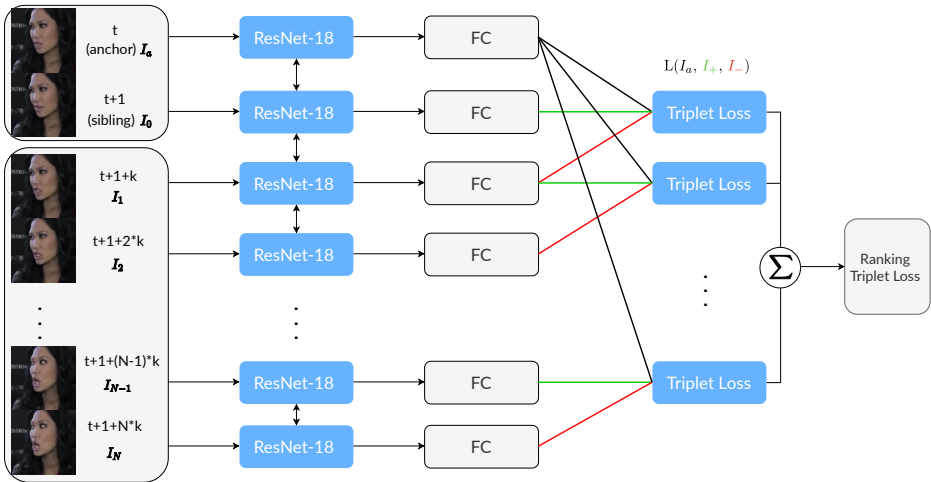 t
(anchor) I_a
ResNet-18
FC
L(I_a, I_+, I_-)
t+1
(sibling) I_0
ResNet-18
FC
Triplet Loss
t+1+k
I_1
ResNet-18
FC
Triplet Loss
t+1+2*k
I_2
ResNet-18
FC
Σ
Ranking
Triplet Loss
t+1+(N-1)*k
I_{N-1}
ResNet-18
FC
Triplet Loss
t+1+N*k
I_N
ResNet-18
FC